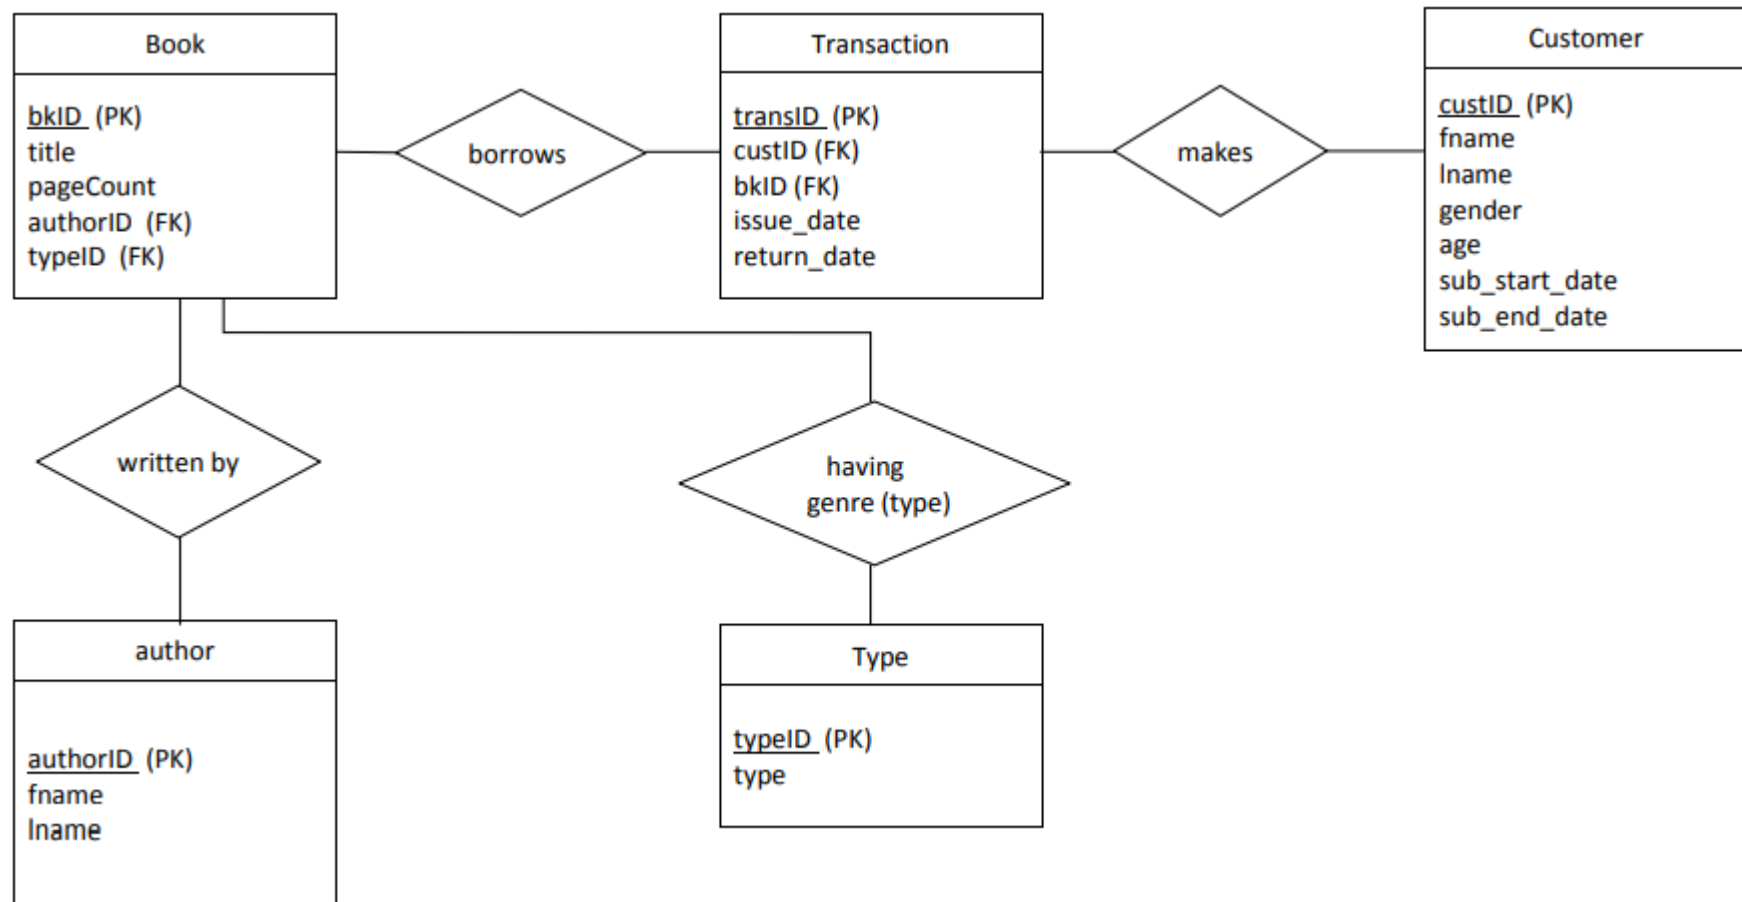 Book
bkID (PK)
title
pageCount
authorID (FK)
typeID (FK)
borrows
Transaction
transID (PK)
custID (FK)
bkID (FK)
issue_date
return_date
makes
Customer
custID (PK)
fname
lname
gender
age
sub_start_date
sub_end_date
written by
having
genre (type)
author
authorID (PK)
fname
lname
Type
typeID (PK)
type